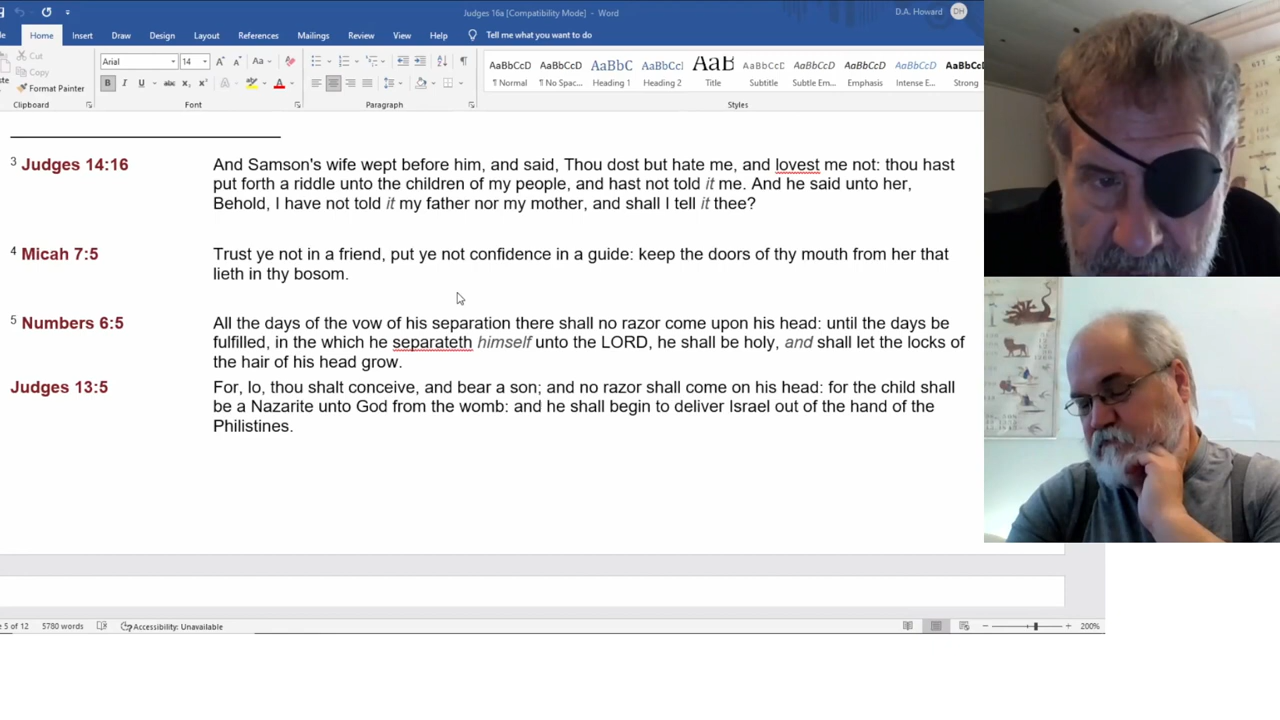 Judges 16a [Compatibility Mode] - Word
D.A. Howard
DH
Home Insert Draw Design Layout References Mailings Review View Help Tell me what you want to do
Cut
Copy
Format Painter
Clipboard
Arial 14
Font
Paragraph
AaBbCcD AaBbCcD AaBbC AaBbCcI AaB AaBbCcD AaBbCcD AaBbCcD AaBbCcD AaBbCcD
¶ Normal ¶ No Spac... Heading 1 Heading 2 Title Subtitle Subtle Em... Emphasis Intense E... Strong
Styles
3 Judges 14:16 And Samson's wife wept before him, and said, Thou dost but hate me, and lovest me not: thou hast
put forth a riddle unto the children of my people, and hast not told it me. And he said unto her,
Behold, I have not told it my father nor my mother, and shall I tell it thee?
4 Micah 7:5 Trust ye not in a friend, put ye not confidence in a guide: keep the doors of thy mouth from her that
lieth in thy bosom.
5 Numbers 6:5 All the days of the vow of his separation there shall no razor come upon his head: until the days be
fulfilled, in the which he separateth himself unto the LORD, he shall be holy, and shall let the locks of
the hair of his head grow.
Judges 13:5 For, lo, thou shalt conceive, and bear a son; and no razor shall come on his head: for the child shall
be a Nazarite unto God from the womb: and he shall begin to deliver Israel out of the hand of the
Philistines.
5 of 12 5780 words Accessibility: Unavailable 200%